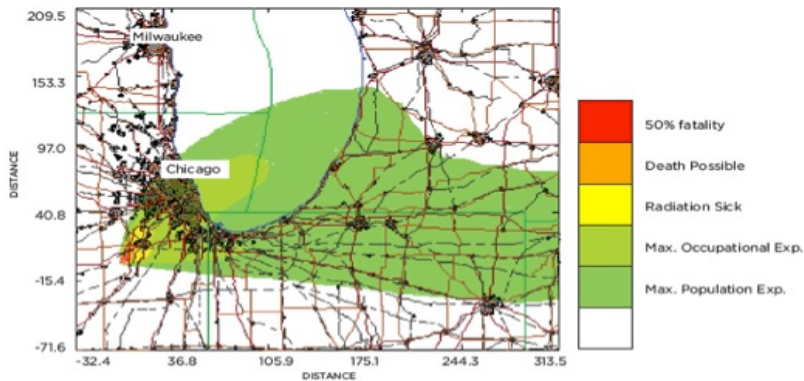 209.5
Milwaukee
153.3
97.0
Chicago
DISTANCE
40.8
-15.4
-71.6
-32.4 36.8 105.9 175.1 244.3 313.5
DISTANCE
50% fatality
Death Possible
Radiation Sick
Max. Occupational Exp.
Max. Population Exp.